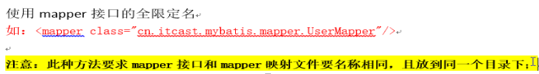 使用 mapper 接口的全限定名
如：<mapper class="cn.itcast.mybatis.mapper.UserMapper"/>
注意：此种方法要求 mapper 接口和 mapper 映射文件要名称相同，且放到同一个目录下；